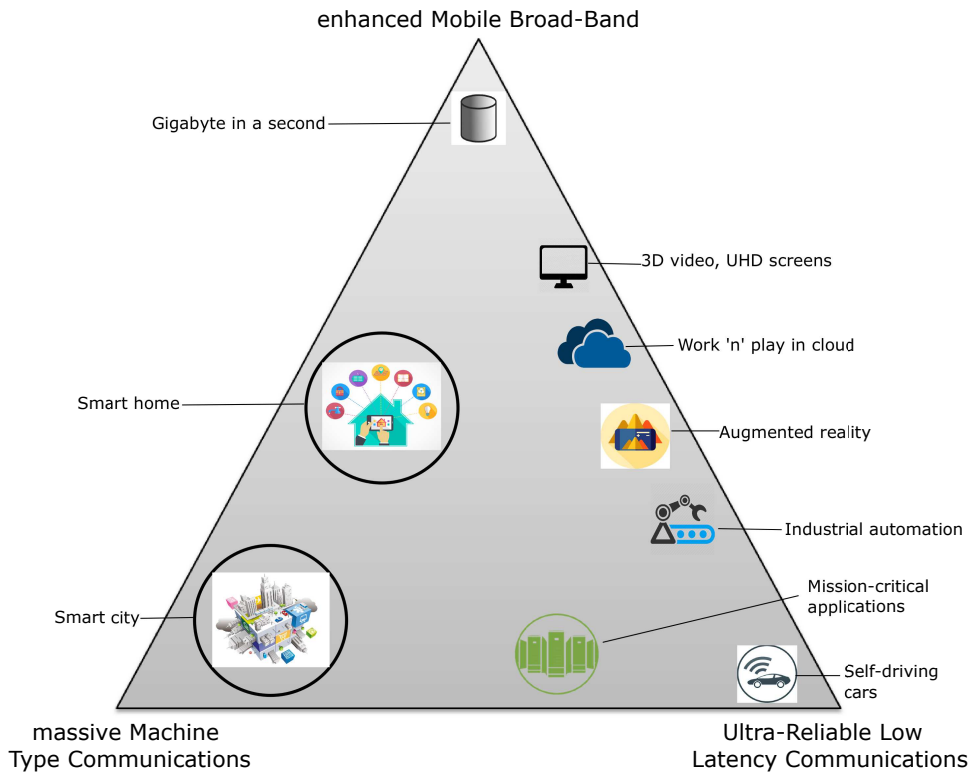 enhanced Mobile Broad-Band
Gigabyte in a second
3D video, UHD screens
Work 'n' play in cloud
Smart home
Augmented reality
Industrial automation
Mission-critical
applications
Smart city
Self-driving
cars
massive Machine
Type Communications
Ultra-Reliable Low
Latency Communications